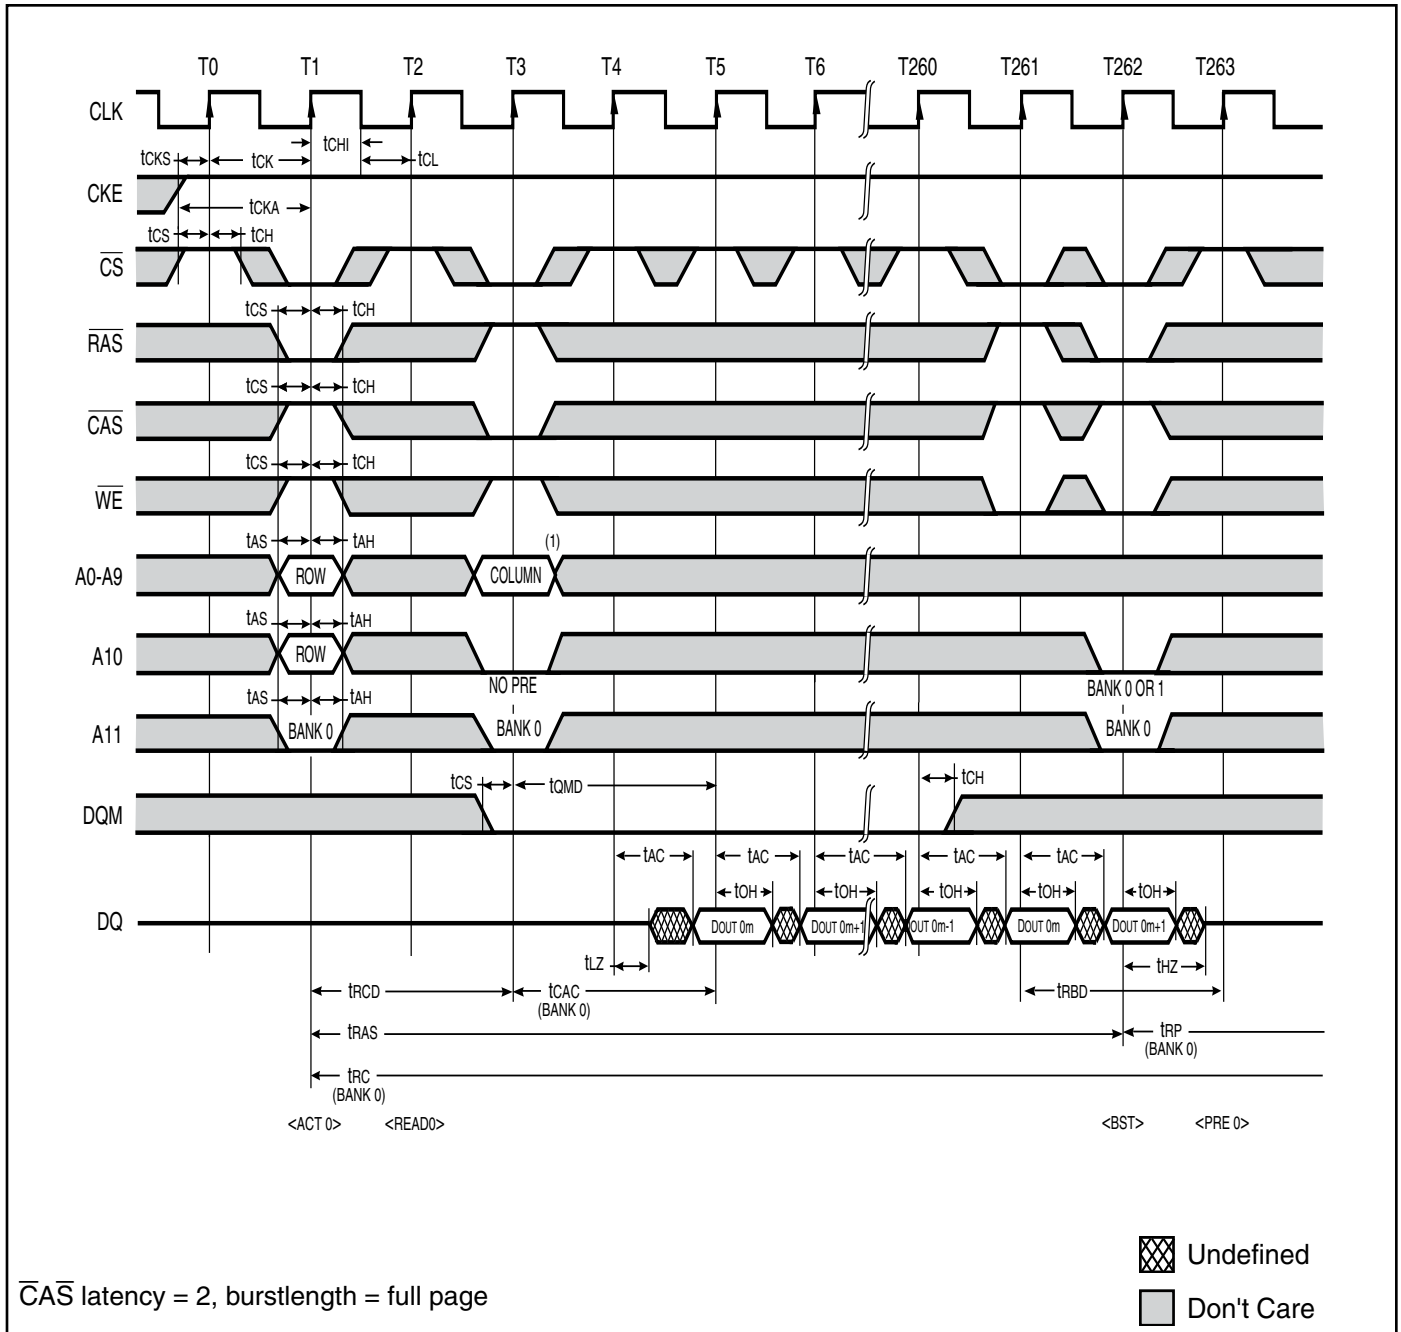 T0 T1 T2 T3 T4 T5 T6 T260 T261 T262 T263
CLK
tCHI
tCKS tCK tCL
CKE
tCKA
tCS tCH
CS
tCS tCH
RAS
tCS tCH
CAS
tCS tCH
WE
tAS tAH (1)
A0-A9 ROW COLUMN
tAS tAH
A10 ROW
NO PRE BANK 0 OR 1
tAS tAH
A11 BANK 0 BANK 0 BANK 0
tCS tQMD tCH
DQM
tAC tAC tAC tAC tAC
tOH tOH tOH tOH tOH
DQ DOUT 0m DOUT 0m+1 OUT 0m-1 DOUT 0m DOUT 0m+1
tLZ tHZ
tRCD tCAC tRBD
(BANK 0)
tRAS tRP
(BANK 0)
tRC
(BANK 0)
<ACT 0> <READ0> <BST> <PRE 0>
Undefined
CAS latency = 2, burstlength = full page
Don't Care